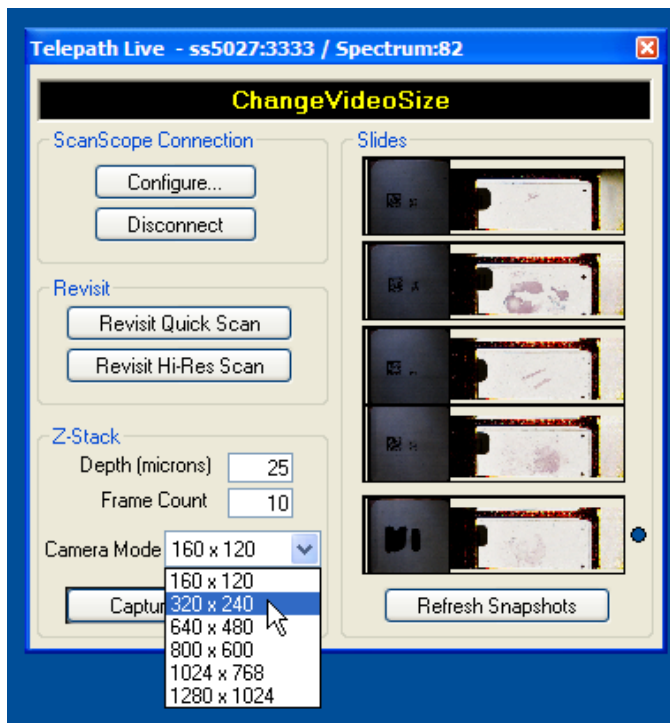 Telepath Live - ss5027:3333 / Spectrum:82
ChangeVideoSize
ScanScope Connection
Configure...
Disconnect
Revisit
Revisit Quick Scan
Revisit Hi-Res Scan
Z-Stack
Depth (microns) 25
Frame Count 10
Camera Mode 160 x 120
160 x 120
320 x 240
640 x 480
800 x 600
1024 x 768
1280 x 1024
Slides
Refresh Snapshots